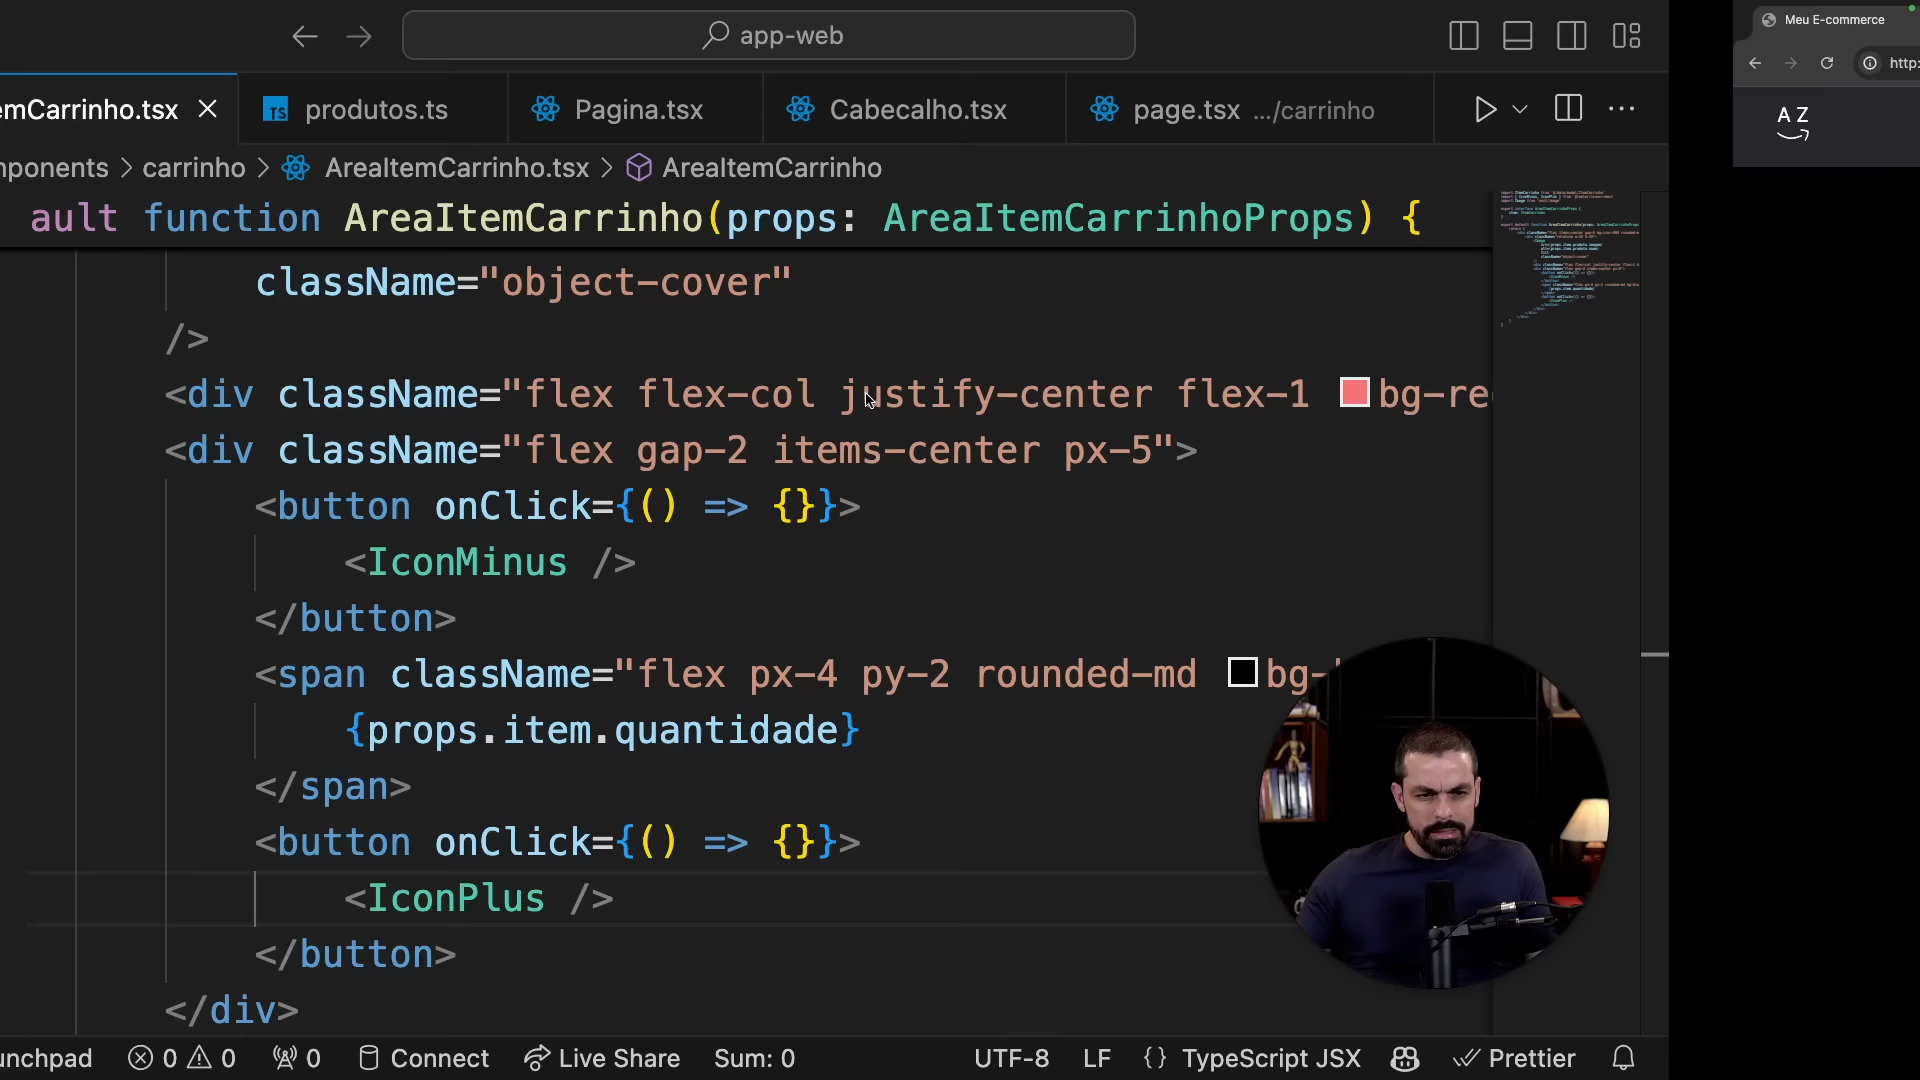 app-web
emCarrinho.tsx
TS produtos.ts
Pagina.tsx
Cabecalho.tsx
page.tsx .../carrinho
mponents > carrinho > AreaItemCarrinho.tsx > AreaItemCarrinho
ault function AreaItemCarrinho(props: AreaItemCarrinhoProps) {
className="object-cover"
/>
<div className="flex flex-col justify-center flex-1 bg-re
<div className="flex gap-2 items-center px-5">
<button onClick={() => {}}>
<IconMinus />
</button>
<span className="flex px-4 py-2 rounded-md bg-
{props.item.quantidade}
</span>
<button onClick={() => {}}>
<IconPlus />
</button>
</div>
unchpad 0 0 0 Connect Live Share Sum: 0 UTF-8 LF {} TypeScript JSX Prettier
Meu E-commerce
http:
A Z